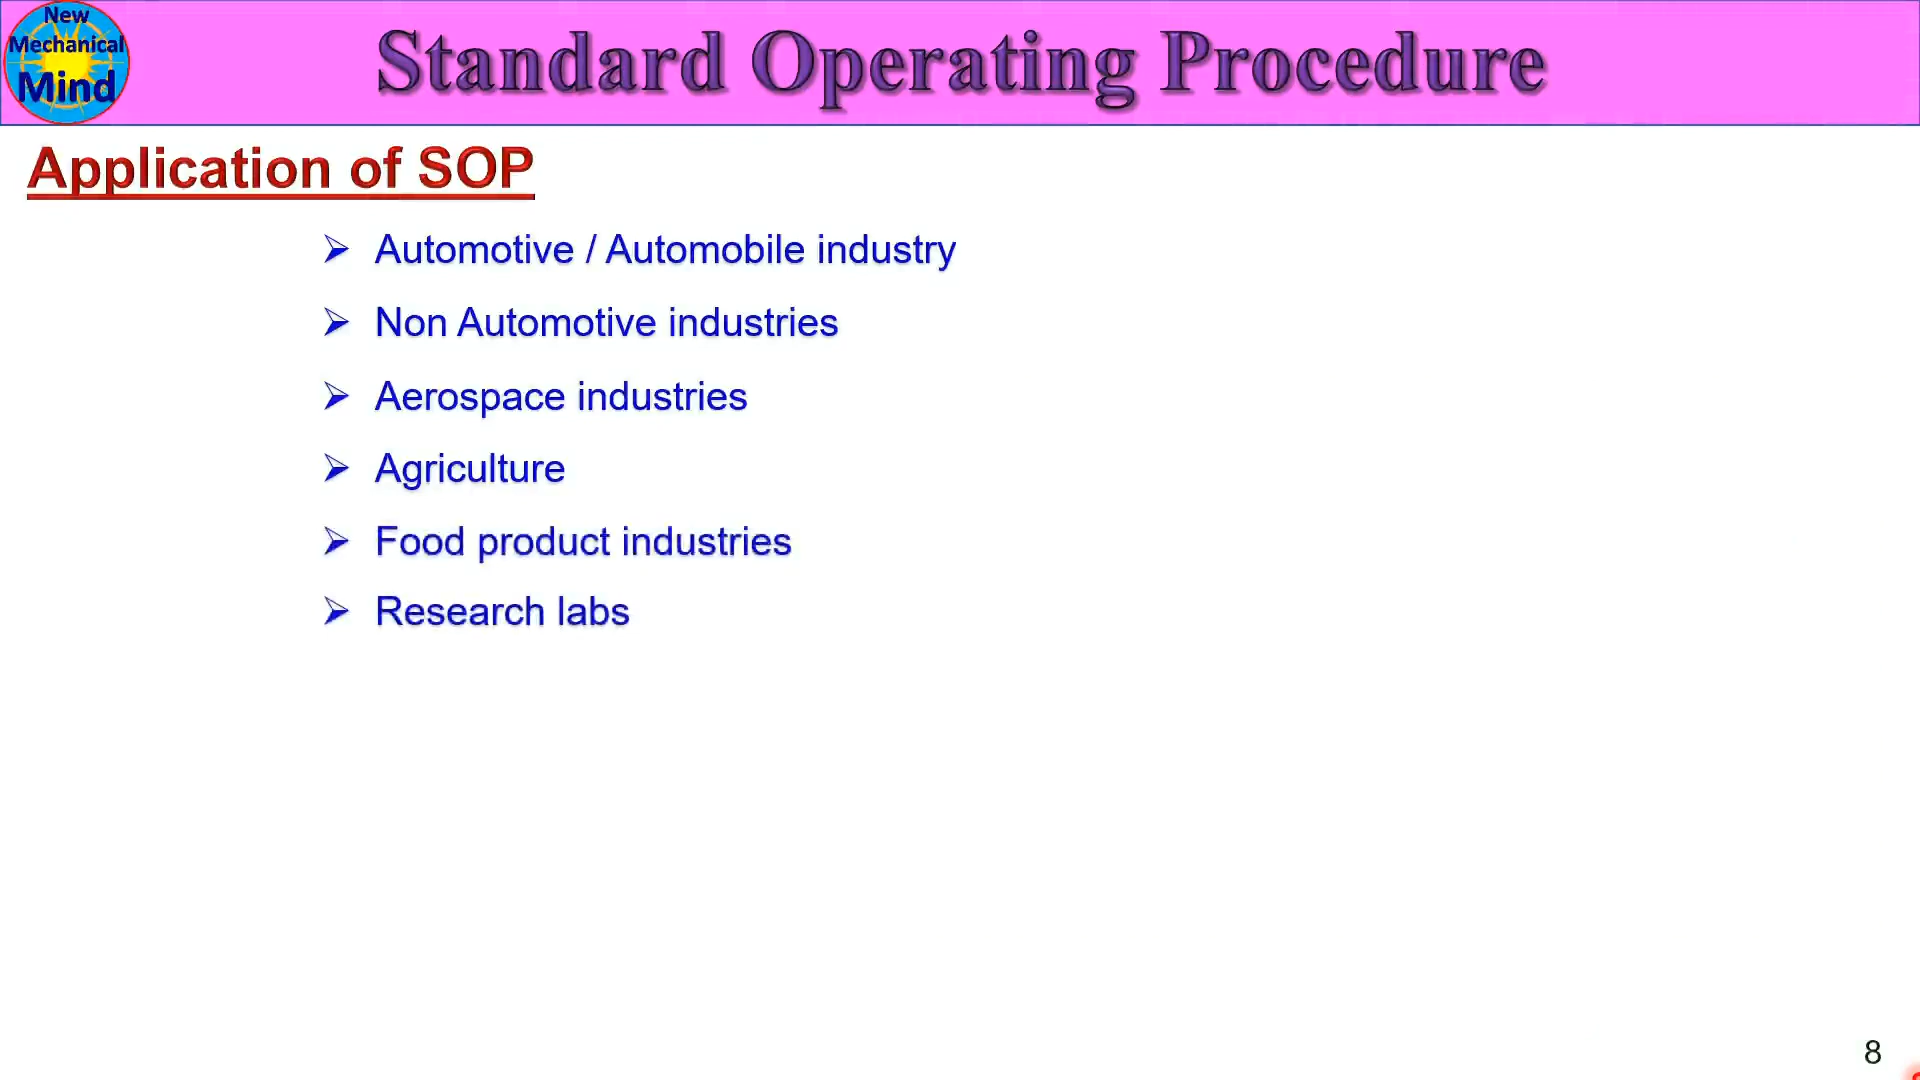 New
Mechanical
Mind
Standard Operating Procedure
Application of SOP
Automotive / Automobile industry
Non Automotive industries
Aerospace industries
Agriculture
Food product industries
Research labs
8